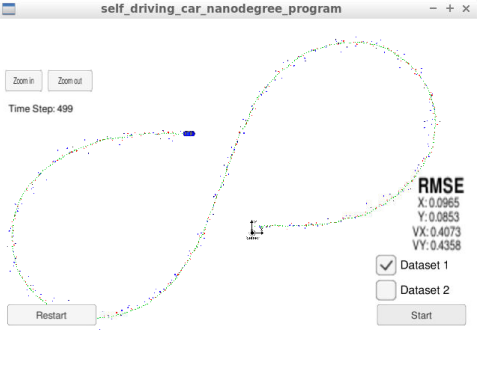 self_driving_car_nanodegree_program
Zoom in
Zoom out
Time Step: 499
RMSE
X: 0.0965
Y: 0.0853
VX: 0.4073
VY: 0.4358
Dataset 1
Dataset 2
Restart
Start